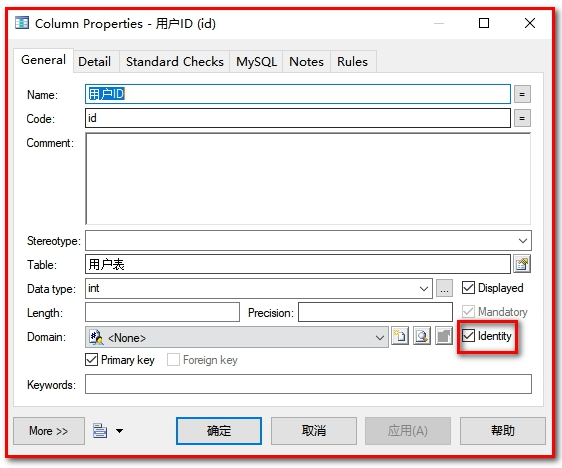 Column Properties - 用户ID (id)
General Detail Standard Checks MySQL Notes Rules
Name: 用户ID =
Code: id =
Comment:
Stereotype:
Table: 用户表
Data type: int ... Displayed
Length: Precision: Mandatory
Domain: <None> Identity
Primary key Foreign key
Keywords:
More >> 确定 取消 应用(A) 帮助